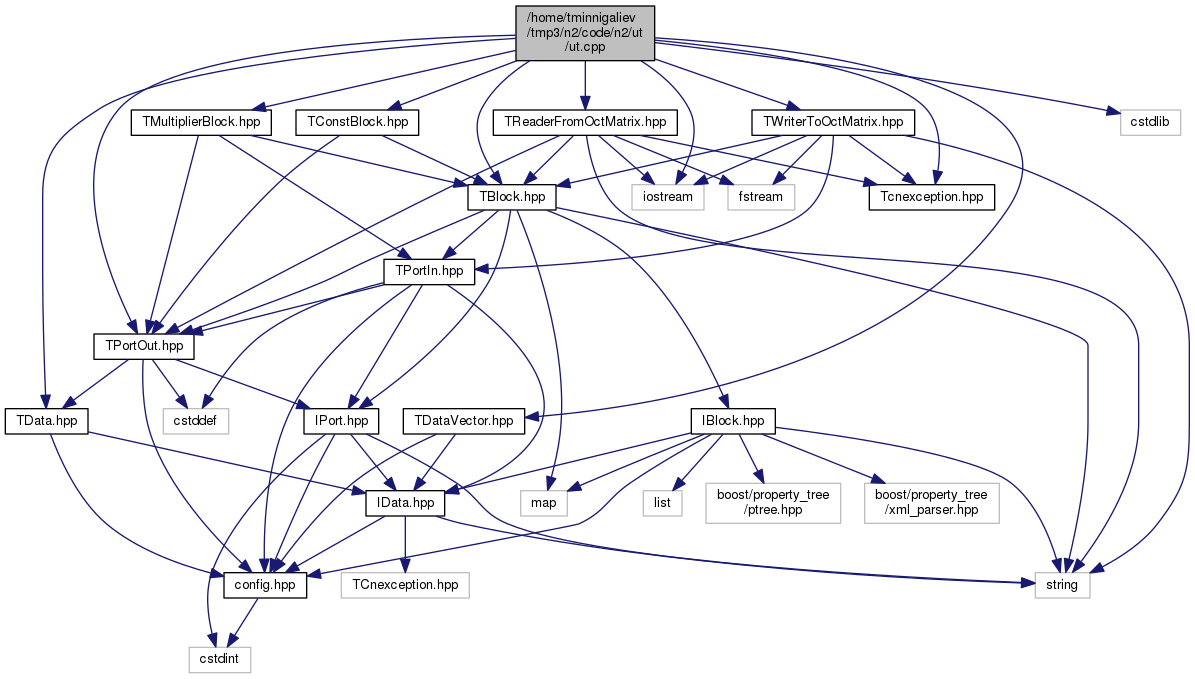 /home/tminnigaliev
/tmp3/n2/code/n2/ut
/ut.cpp
TMultiplierBlock.hpp
TConstBlock.hpp
TReaderFromOctMatrix.hpp
TWriterToOctMatrix.hpp
cstdlib
TBlock.hpp
iostream
fstream
Tcnexception.hpp
TPortIn.hpp
TPortOut.hpp
TData.hpp
cstddef
IPort.hpp
TDataVector.hpp
IBlock.hpp
IData.hpp
map
list
boost/property_tree
/ptree.hpp
boost/property_tree
/xml_parser.hpp
config.hpp
TCnexception.hpp
string
cstdint